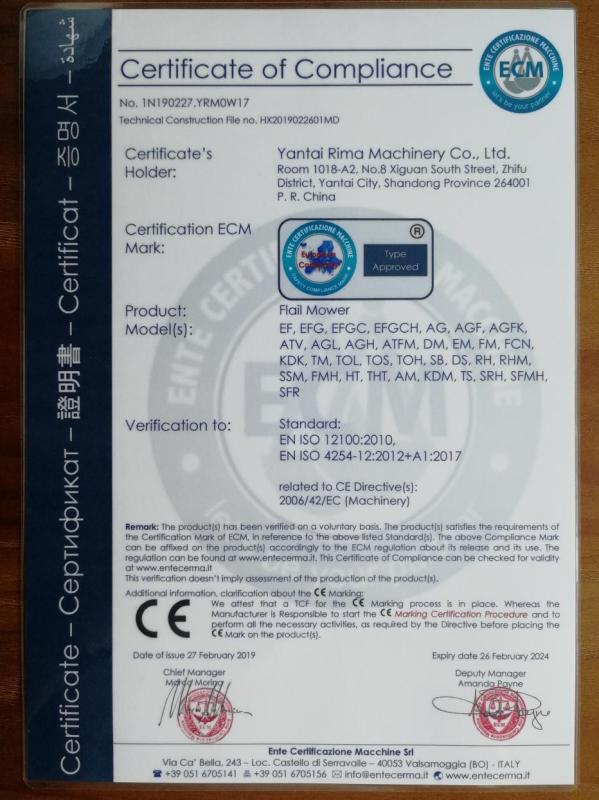 Certificate – Сертификат – 證明書 – Certificat – 증명서 – شهادة
ENTE CERTIFICAZIONE MACCHINE
ECM
let's be your partner
Certificate of Compliance
No. 1N190227.YRM0W17
Technical Construction File no. HX2019022601MD
Certificate's Holder:
Yantai Rima Machinery Co., Ltd.
Room 1018-A2, No.8 Xiguan South Street, Zhifu
District, Yantai City, Shandong Province 264001
P. R. China
Certification ECM Mark:
ENTE CERTIFICAZIONE MACCHINE
European
SAFETY COMPLIANCE MARK
®
Type
Approved
Product: Flail Mower
Model(s): EF, EFG, EFGC, EFGCH, AG, AGF, AGFK,
ATV, AGL, AGH, ATFM, DM, EM, FM, FCN,
KDK, TM, TOL, TOS, TOH, SB, DS, RH, RHM,
SSM, FMH, HT, THT, AM, KDM, TS, SRH, SFMH,
SFR
Verification to: Standard:
EN ISO 12100:2010,
EN ISO 4254-12:2012+A1:2017
related to CE Directive(s):
2006/42/EC (Machinery)
Remark: The product(s) has been verified on a voluntary basis. The product(s) satisfies the requirements of
the Certification Mark of ECM, in reference to the above listed Standard(s). The above Compliance Mark
can be affixed on the product(s) accordingly to the ECM regulation about its release and its use. The
regulation can be found at www.entecerma.it. This Certificate of Compliance can be checked for validity
at www.entecerma.it
This verification doesn't imply assessment of the production of the product(s).
Additional information, clarification about the CE Marking:
CE
We attest that a TCF for the CE Marking process is in place. Whereas the
Manufacturer is Responsible to start the CE Marking Certification Procedure and to
perform all the necessary activities, as required by the Directive before placing the
CE Mark on the product(s).
Date of issue 27 February 2019
Expiry date 26 February 2024
Chief Manager
Marco Morina
Deputy Manager
Amanda Payne
Ente Certificazione Macchine Srl
Via Ca' Bella, 243 – Loc. Castello di Serravalle – 40053 Valsamoggia (BO) - ITALY
+39 051 6705141 +39 051 6705156 info@entecerma.it www.entecerma.it